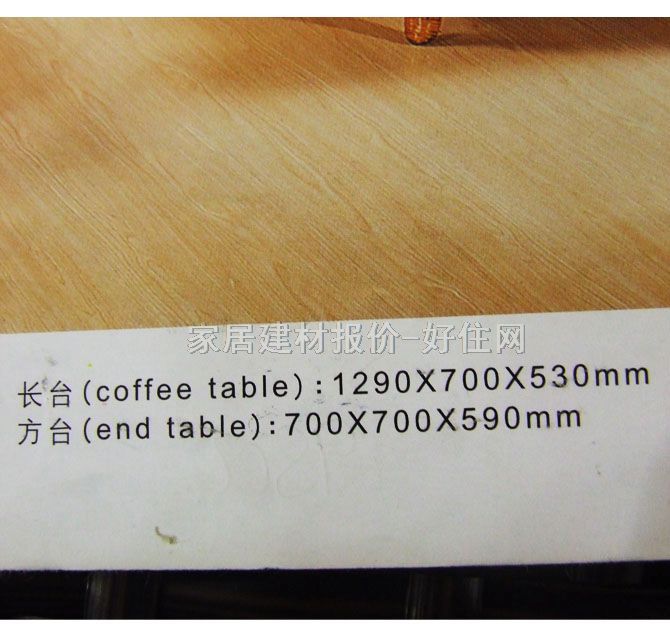 家居建材报价-好住网
长台(coffee table):1290X700X530mm
方台(end table):700X700X590mm